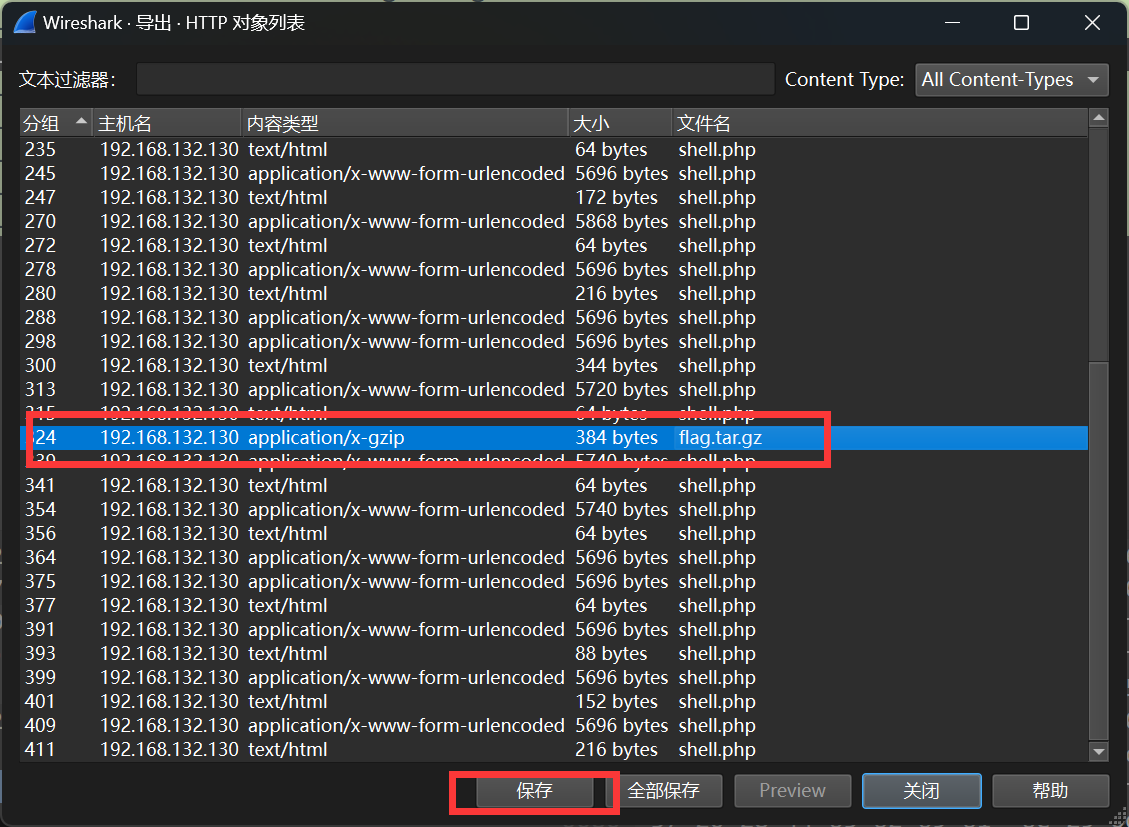 Wireshark · 导出 · HTTP 对象列表
文本过滤器： Content Type: All Content-Types
分组 主机名 内容类型 大小 文件名
235 192.168.132.130 text/html 64 bytes shell.php
245 192.168.132.130 application/x-www-form-urlencoded 5696 bytes shell.php
247 192.168.132.130 text/html 172 bytes shell.php
270 192.168.132.130 application/x-www-form-urlencoded 5868 bytes shell.php
272 192.168.132.130 text/html 64 bytes shell.php
278 192.168.132.130 application/x-www-form-urlencoded 5696 bytes shell.php
280 192.168.132.130 text/html 216 bytes shell.php
288 192.168.132.130 application/x-www-form-urlencoded 5696 bytes shell.php
298 192.168.132.130 application/x-www-form-urlencoded 5696 bytes shell.php
300 192.168.132.130 text/html 344 bytes shell.php
313 192.168.132.130 application/x-www-form-urlencoded 5720 bytes shell.php
315 192.168.132.130 text/html 64 bytes shell.php
324 192.168.132.130 application/x-gzip 384 bytes flag.tar.gz
339 192.168.132.130 application/x-www-form-urlencoded 5740 bytes shell.php
341 192.168.132.130 text/html 64 bytes shell.php
354 192.168.132.130 application/x-www-form-urlencoded 5740 bytes shell.php
356 192.168.132.130 text/html 64 bytes shell.php
364 192.168.132.130 application/x-www-form-urlencoded 5696 bytes shell.php
375 192.168.132.130 application/x-www-form-urlencoded 5696 bytes shell.php
377 192.168.132.130 text/html 64 bytes shell.php
391 192.168.132.130 application/x-www-form-urlencoded 5696 bytes shell.php
393 192.168.132.130 text/html 88 bytes shell.php
399 192.168.132.130 application/x-www-form-urlencoded 5696 bytes shell.php
401 192.168.132.130 text/html 152 bytes shell.php
409 192.168.132.130 application/x-www-form-urlencoded 5696 bytes shell.php
411 192.168.132.130 text/html 216 bytes shell.php
保存 全部保存 Preview 关闭 帮助